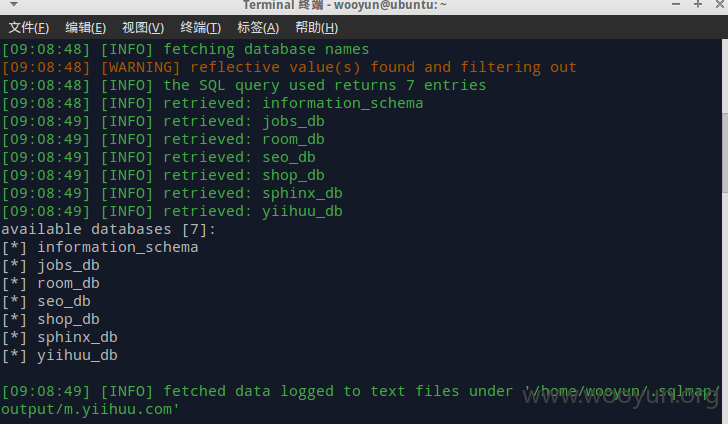 Terminal 终端 - wooyun@ubuntu: ~
文件(F) 编辑(E) 视图(V) 终端(T) 标签(A) 帮助(H)
[09:08:48] [INFO] fetching database names
[09:08:48] [WARNING] reflective value(s) found and filtering out
[09:08:48] [INFO] the SQL query used returns 7 entries
[09:08:48] [INFO] retrieved: information_schema
[09:08:49] [INFO] retrieved: jobs_db
[09:08:49] [INFO] retrieved: room_db
[09:08:49] [INFO] retrieved: seo_db
[09:08:49] [INFO] retrieved: shop_db
[09:08:49] [INFO] retrieved: sphinx_db
[09:08:49] [INFO] retrieved: yiihuu_db
available databases [7]:
[*] information_schema
[*] jobs_db
[*] room_db
[*] seo_db
[*] shop_db
[*] sphinx_db
[*] yiihuu_db
[09:08:49] [INFO] fetched data logged to text files under '/home/wooyun/.sqlmap/
output/m.yiihuu.com'
www.wooyun.org